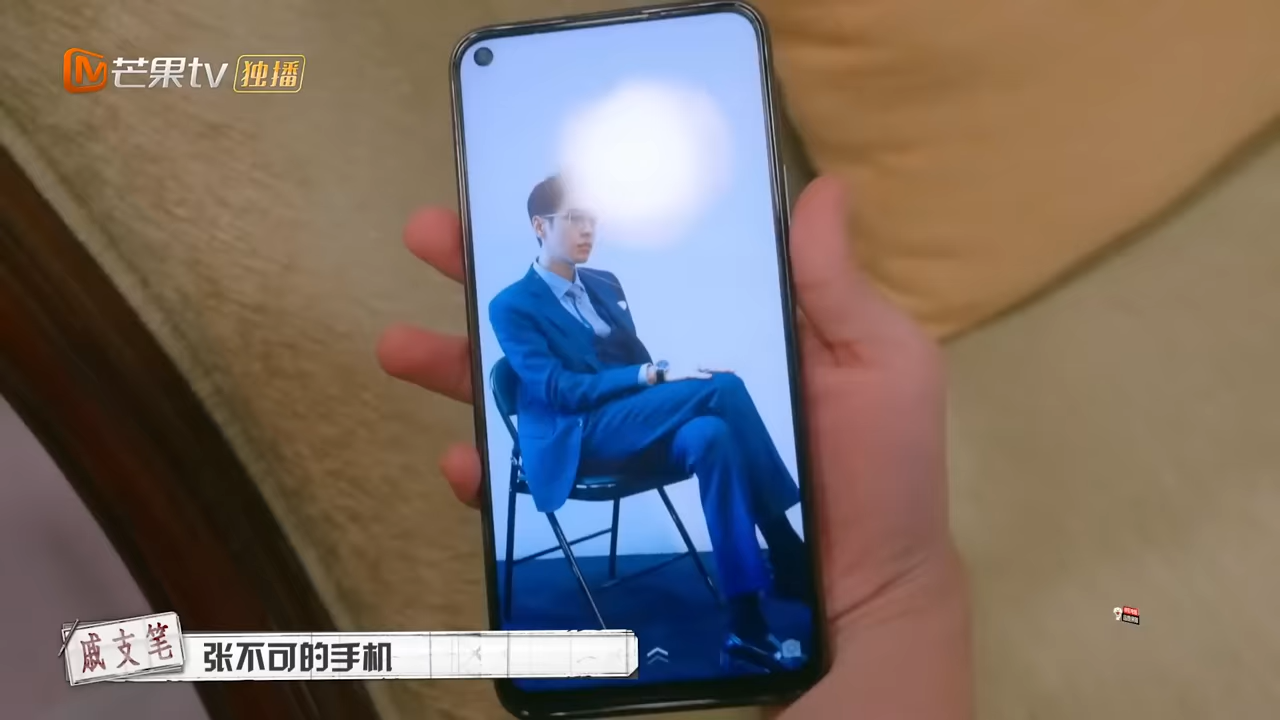 芒果tv 独播
戚支笔
张不可的手机